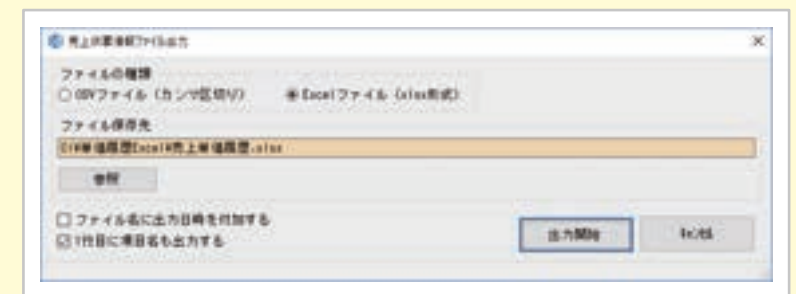 売上単価履歴ファイル出力
ファイルの種類
CSVファイル（カンマ区切り） Excelファイル（xlsx形式）
ファイル保存先
C:¥単価履歴Excel¥売上単価履歴.xlsx
参照
ファイル名に出力日時を付加する
1行目に項目名も出力する
出力開始 ｷｬﾝｾﾙ